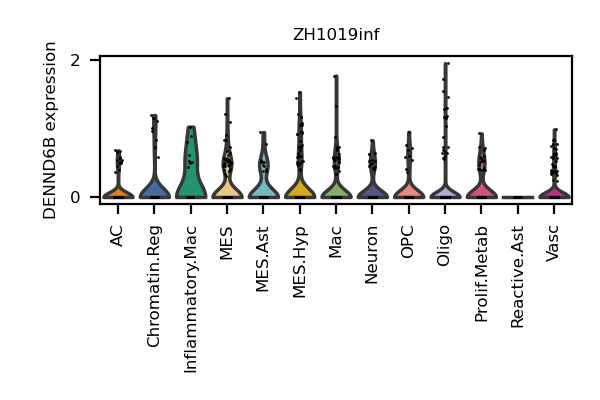 ZH1019inf
DENND6B expression
2
0
AC
Chromatin.Reg
Inflammatory.Mac
MES
MES.Ast
MES.Hyp
Mac
Neuron
OPC
Oligo
Prolif.Metab
Reactive.Ast
Vasc